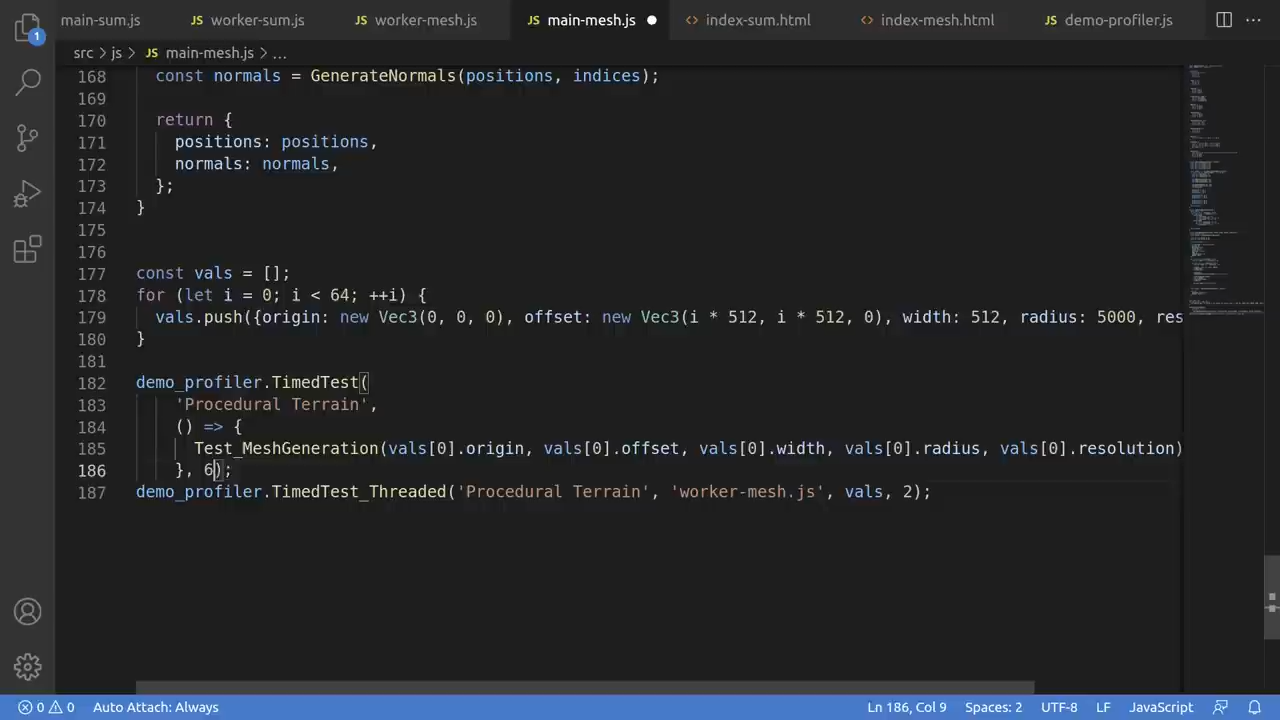 main-sum.js JS worker-sum.js JS worker-mesh.js JS main-mesh.js <> index-sum.html <> index-mesh.html JS demo-profiler.js ...
1
src > js > JS main-mesh.js > ...
168 const normals = GenerateNormals(positions, indices);
169
170 return {
171 positions: positions,
172 normals: normals,
173 };
174 }
175
176
177 const vals = [];
178 for (let i = 0; i < 64; ++i) {
179 vals.push({origin: new Vec3(0, 0, 0), offset: new Vec3(i * 512, i * 512, 0), width: 512, radius: 5000, res
180 }
181
182 demo_profiler.TimedTest(
183 'Procedural Terrain',
184 () => {
185 Test_MeshGeneration(vals[0].origin, vals[0].offset, vals[0].width, vals[0].radius, vals[0].resolution)
186 }, 6);
187 demo_profiler.TimedTest_Threaded('Procedural Terrain', 'worker-mesh.js', vals, 2);
0 0 Auto Attach: Always Ln 186, Col 9 Spaces: 2 UTF-8 LF JavaScript